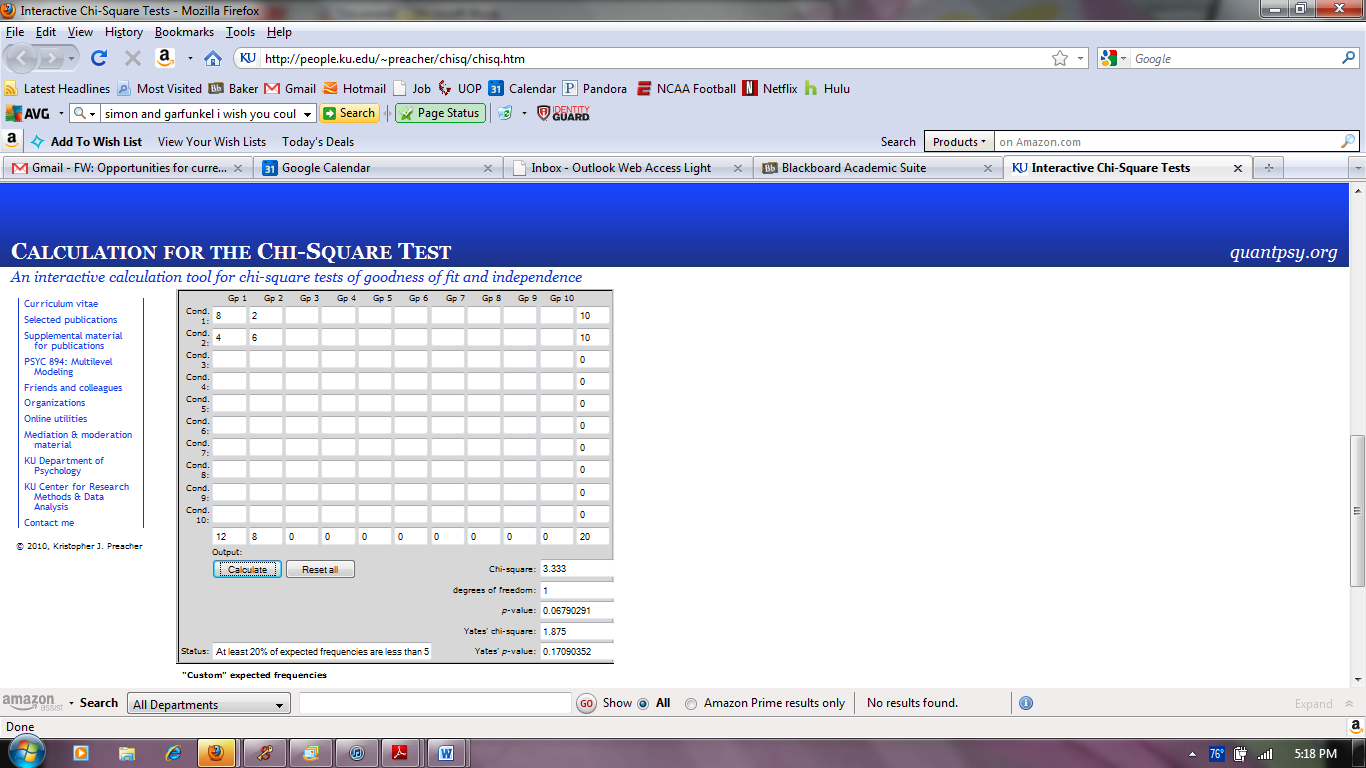 Interactive Chi-Square Tests - Mozilla Firefox
File Edit View History Bookmarks Tools Help
http://people.ku.edu/~preacher/chisq/chisq.htm
Google
Latest Headlines Most Visited Baker Gmail Hotmail Job UOP Calendar Pandora NCAA Football Netflix Hulu
AVG simon and garfunkel i wish you coul Search Page Status IDENTITY GUARD
Add To Wish List View Your Wish Lists Today's Deals Search Products on Amazon.com
Gmail - FW: Opportunities for curre... Google Calendar Inbox - Outlook Web Access Light Blackboard Academic Suite KU Interactive Chi-Square Tests
CALCULATION FOR THE CHI-SQUARE TEST quantpsy.org
An interactive calculation tool for chi-square tests of goodness of fit and independence
Curriculum vitae
Selected publications
Supplemental material
for publications
PSYC 894: Multilevel
Modeling
Friends and colleagues
Organizations
Online utilities
Mediation & moderation
material
KU Department of
Psychology
KU Center for Research
Methods & Data
Analysis
Contact me
© 2010, Kristopher J. Preacher
Gp 1 Gp 2 Gp 3 Gp 4 Gp 5 Gp 6 Gp 7 Gp 8 Gp 9 Gp 10
Cond. 1: 8 2 10
Cond. 2: 4 6 10
Cond. 3: 0
Cond. 4: 0
Cond. 5: 0
Cond. 6: 0
Cond. 7: 0
Cond. 8: 0
Cond. 9: 0
Cond. 10: 0
12 8 0 0 0 0 0 0 0 0 20
Output:
Calculate Reset all Chi-square: 3.333
degrees of freedom: 1
p-value: 0.06790291
Yates' chi-square: 1.875
Status: At least 20% of expected frequencies are less than 5 Yates' p-value: 0.17090352
"Custom" expected frequencies
amazon assist Search All Departments GO Show All Amazon Prime results only No results found. Expand
Done
76° 5:18 PM